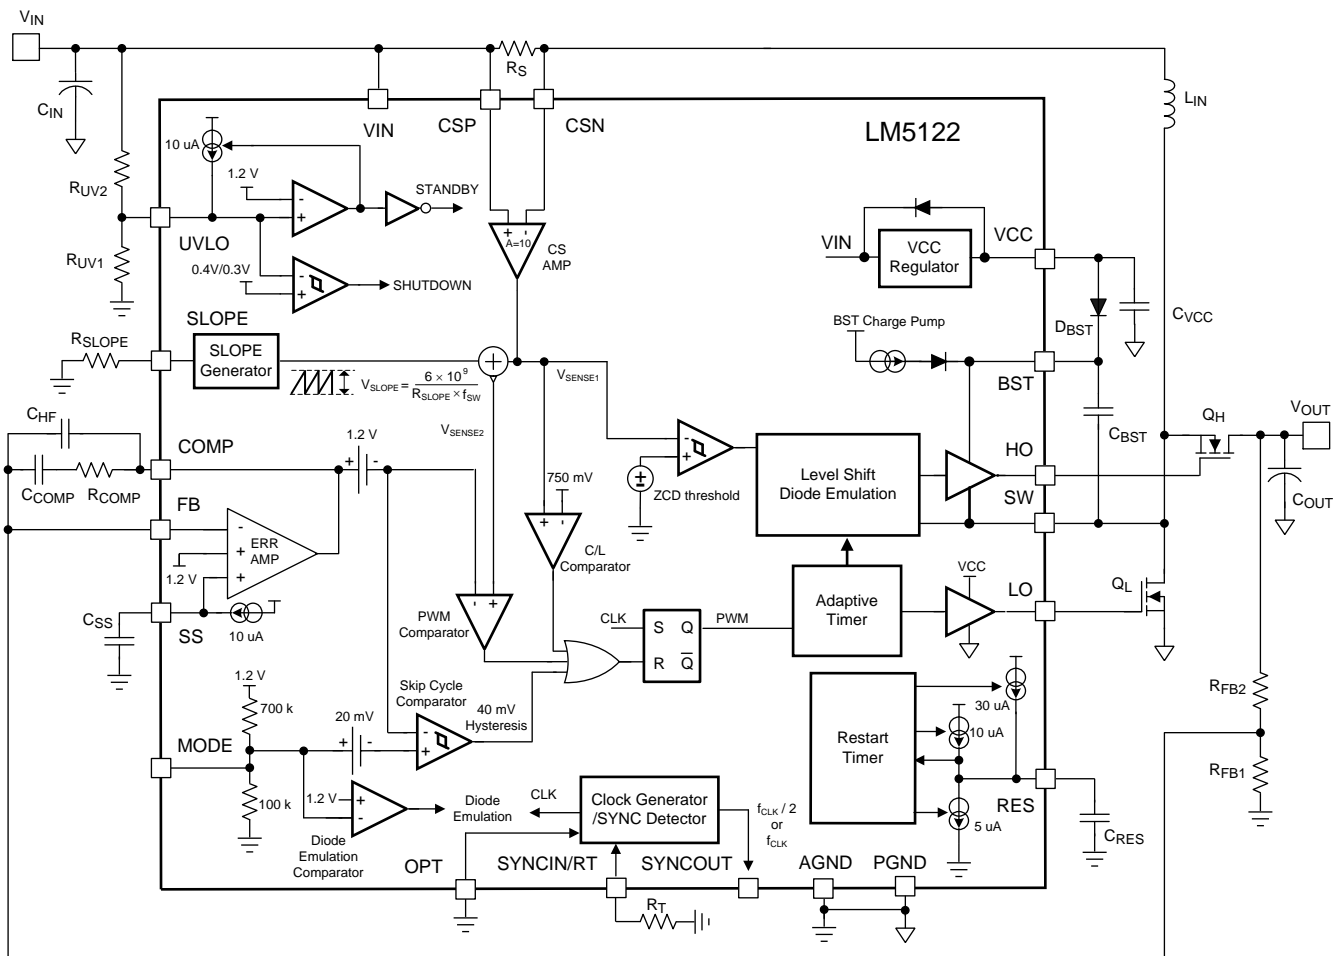 VIN
RS
CIN
LIN
VIN
CSP
CSN
LM5122
10 uA
1.2 V
STANDBY
RUV2
UVLO
A=10
CS
AMP
VIN
VCC
Regulator
VCC
RUV1
0.4V/0.3V
SHUTDOWN
SLOPE
BST Charge Pump
DBST
CVCC
RSLOPE
SLOPE
Generator
VSLOPE = 6 × 10^9 / RSLOPE × fSW
VSENSE1
BST
CHF
COMP
1.2 V
VSENSE2
CBST
QH
VOUT
HO
CCOMP
RCOMP
750 mV
ZCD threshold
Level Shift
Diode Emulation
SW
COUT
FB
ERR
AMP
1.2 V
C/L
Comparator
VCC
QL
LO
CSS
SS
10 uA
PWM
Comparator
CLK
S Q
R Q̅
PWM
Adaptive
Timer
1.2 V
700 k
Skip Cycle
Comparator
40 mV
Hysteresis
20 mV
30 uA
10 uA
RFB2
MODE
Restart
Timer
RFB1
100 k
1.2 V
Diode
Emulation
CLK
Clock Generator
/SYNC Detector
fCLK / 2
or
fCLK
5 uA
RES
CRES
Diode
Emulation
Comparator
OPT
SYNCIN/RT
SYNCOUT
AGND
PGND
RT